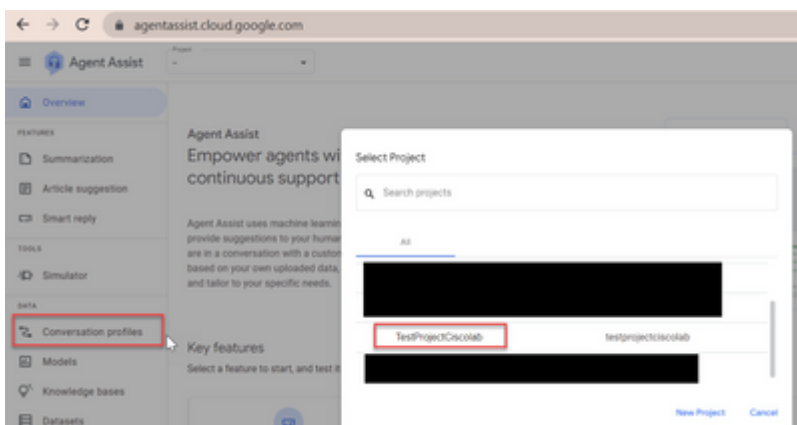 agentassist.cloud.google.com
Agent Assist
Project
-
Overview
FEATURES
Summarization
Article suggestion
Smart reply
TOOLS
Simulator
DATA
Conversation profiles
Models
Knowledge bases
Datasets
Agent Assist
Empower agents wi
continuous support
Agent Assist uses machine learnin
provide suggestions to your human
are in a conversation with a custom
based on your own uploaded data,
and tailor to your specific needs.
Key features
Select a feature to start, and test it
Select Project
Search projects
All
TestProjectCiscolab testprojectciscolab
New Project Cancel